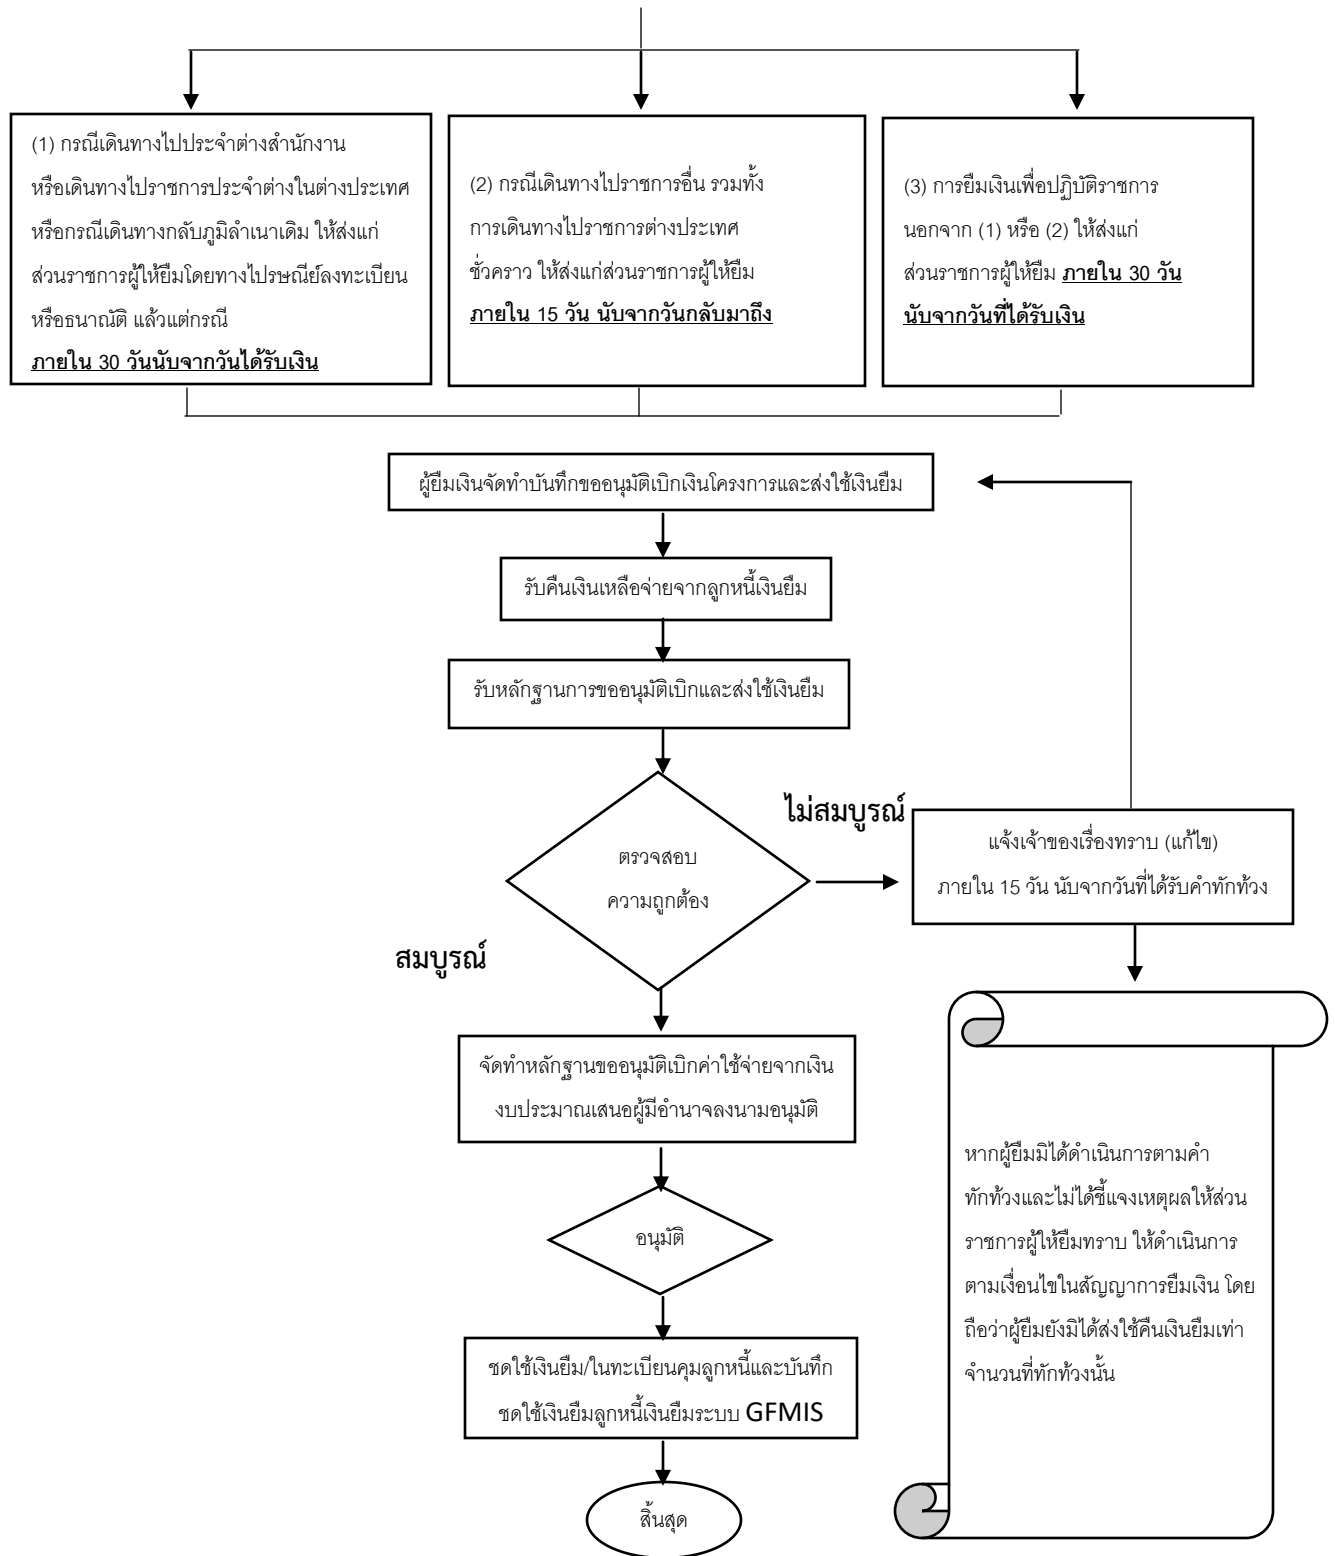 (1) กรณีเดินทางไปประจำต่างสำนักงาน
หรือเดินทางไปราชการประจำต่างในต่างประเทศ
หรือกรณีเดินทางกลับภูมิลำเนาเดิม ให้ส่งแก่
ส่วนราชการผู้ให้ยืมโดยทางไปรษณีย์ลงทะเบียน
หรือธนาณัติ แล้วแต่กรณี
ภายใน 30 วันนับจากวันได้รับเงิน
(2) กรณีเดินทางไปราชการอื่น รวมทั้ง
การเดินทางไปราชการต่างประเทศ
ชั่วคราว ให้ส่งแก่ส่วนราชการผู้ให้ยืม
ภายใน 15 วัน นับจากวันกลับมาถึง
(3) การยืมเงินเพื่อปฏิบัติราชการ
นอกจาก (1) หรือ (2) ให้ส่งแก่
ส่วนราชการผู้ให้ยืม ภายใน 30 วัน
นับจากวันที่ได้รับเงิน
ผู้ยืมเงินจัดทำบันทึกขออนุมัติเบิกเงินโครงการและส่งใช้เงินยืม
รับคืนเงินเหลือจ่ายจากลูกหนี้เงินยืม
รับหลักฐานการขออนุมัติเบิกและส่งใช้เงินยืม
ตรวจสอบ
ความถูกต้อง
ไม่สมบูรณ์
แจ้งเจ้าของเรื่องทราบ (แก้ไข)
ภายใน 15 วัน นับจากวันที่ได้รับคำทักท้วง
สมบูรณ์
จัดทำหลักฐานขออนุมัติเบิกค่าใช้จ่ายจากเงิน
งบประมาณเสนอผู้มีอำนาจลงนามอนุมัติ
หากผู้ยืมมิได้ดำเนินการตามคำ
ทักท้วงและไม่ได้ชี้แจงเหตุผลให้ส่วน
ราชการผู้ให้ยืมทราบ ให้ดำเนินการ
ตามเงื่อนไขในสัญญาการยืมเงิน โดย
ถือว่าผู้ยืมยังมิได้ส่งใช้คืนเงินยืมเท่า
จำนวนที่ทักท้วงนั้น
อนุมัติ
ชดใช้เงินยืม/ในทะเบียนคุมลูกหนี้และบันทึก
ชดใช้เงินยืมลูกหนี้เงินยืมระบบ GFMIS
สิ้นสุด